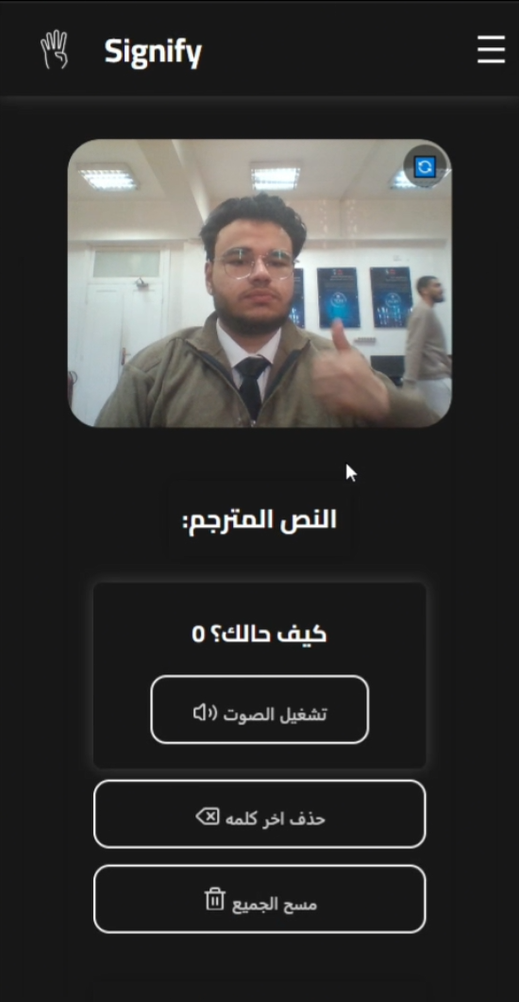 Signify
النص المترجم:
كيف حالك؟ 0
تشغيل الصوت
حذف اخر كلمه
مسح الجميع